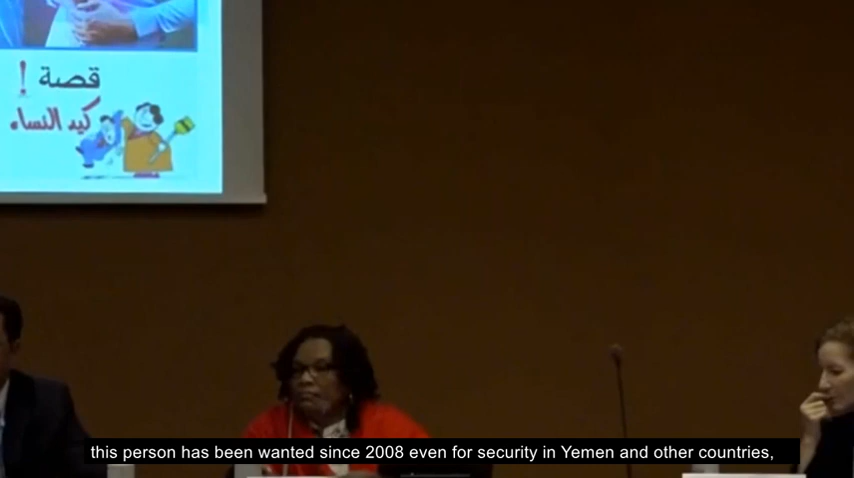 قصة !
كيد النساء
this person has been wanted since 2008 even for security in Yemen and other countries,